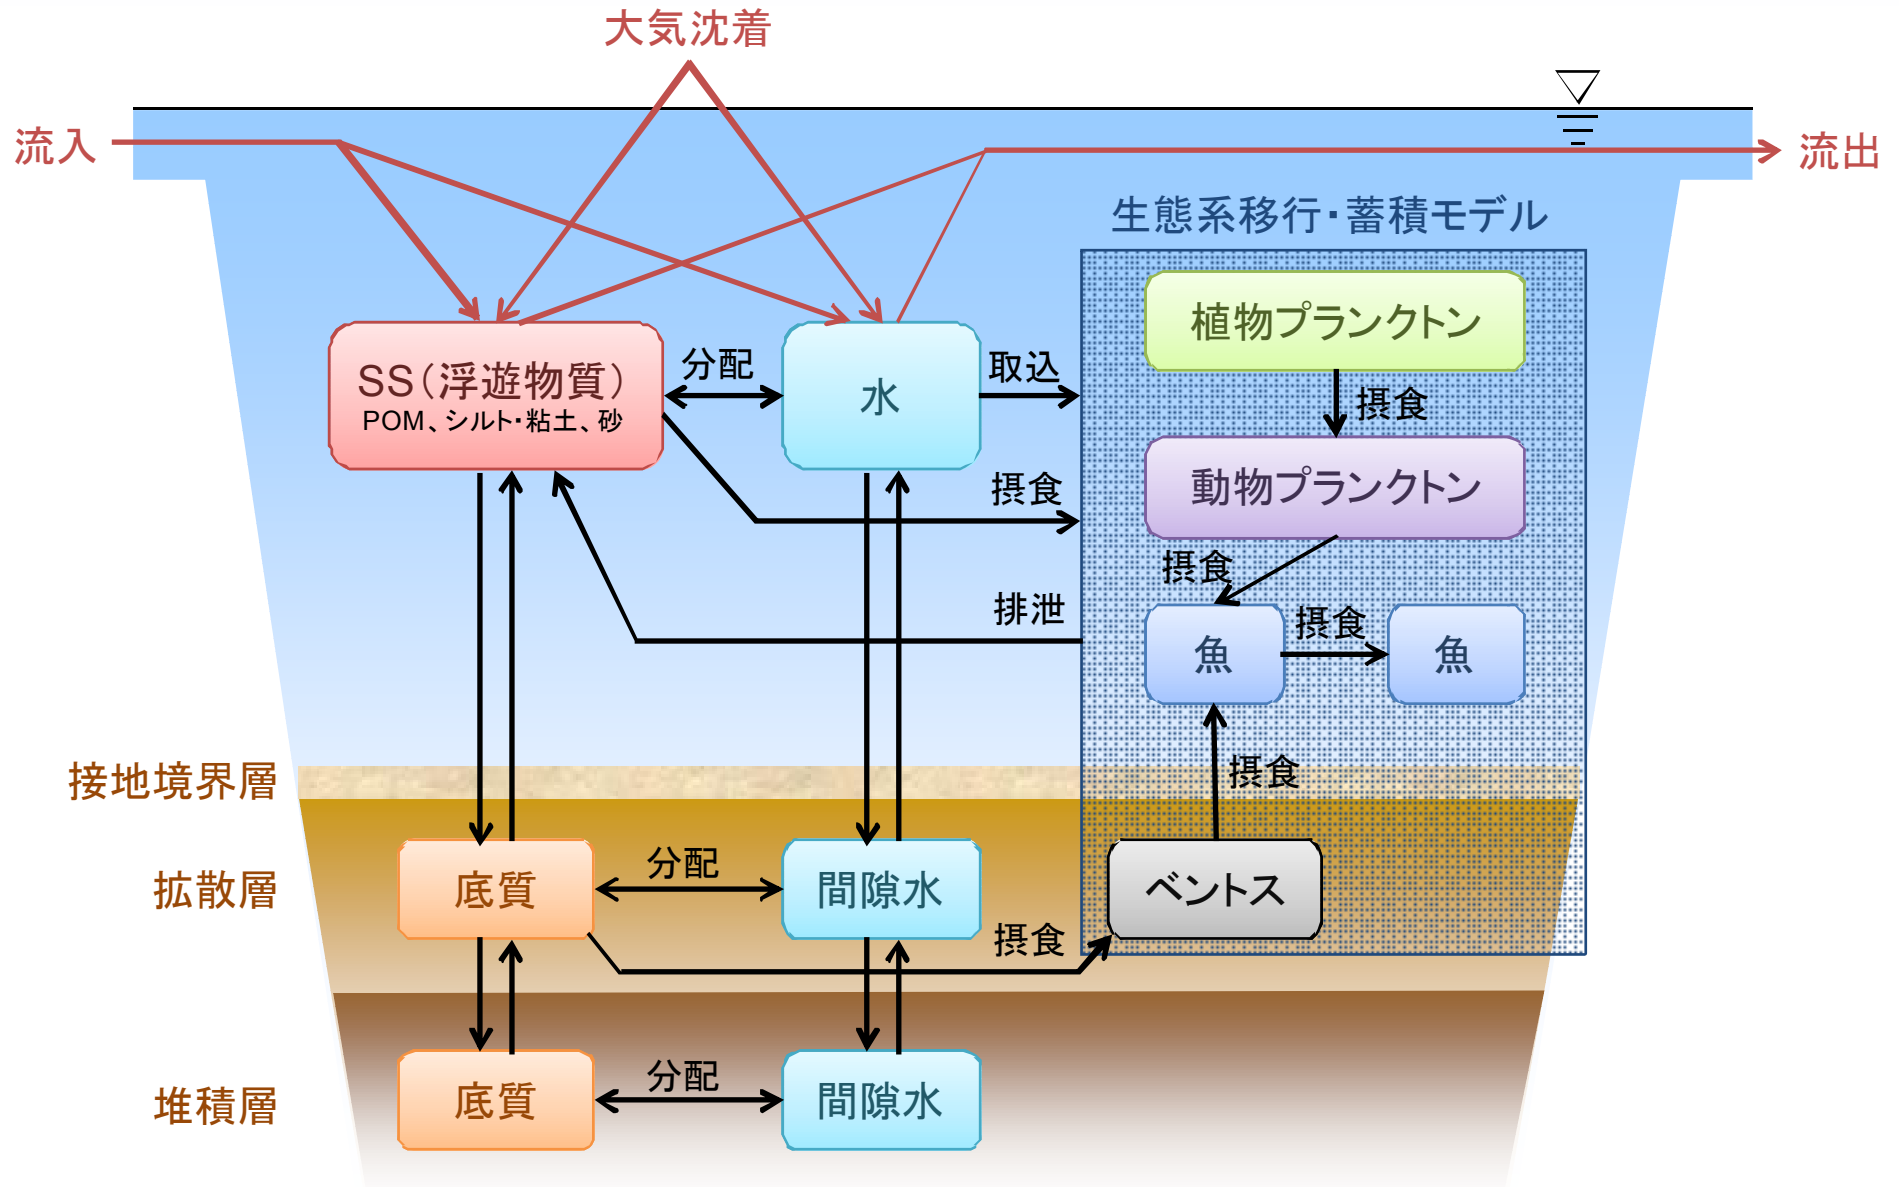 大気沈着
流入
流出
生態系移行・蓄積モデル
植物プランクトン
SS(浮遊物質)
POM、シルト・粘土、砂
分配
水
取込
摂食
動物プランクトン
摂食
摂食
排泄
魚
摂食
魚
接地境界層
摂食
拡散層
底質
分配
間隙水
ベントス
摂食
堆積層
底質
分配
間隙水